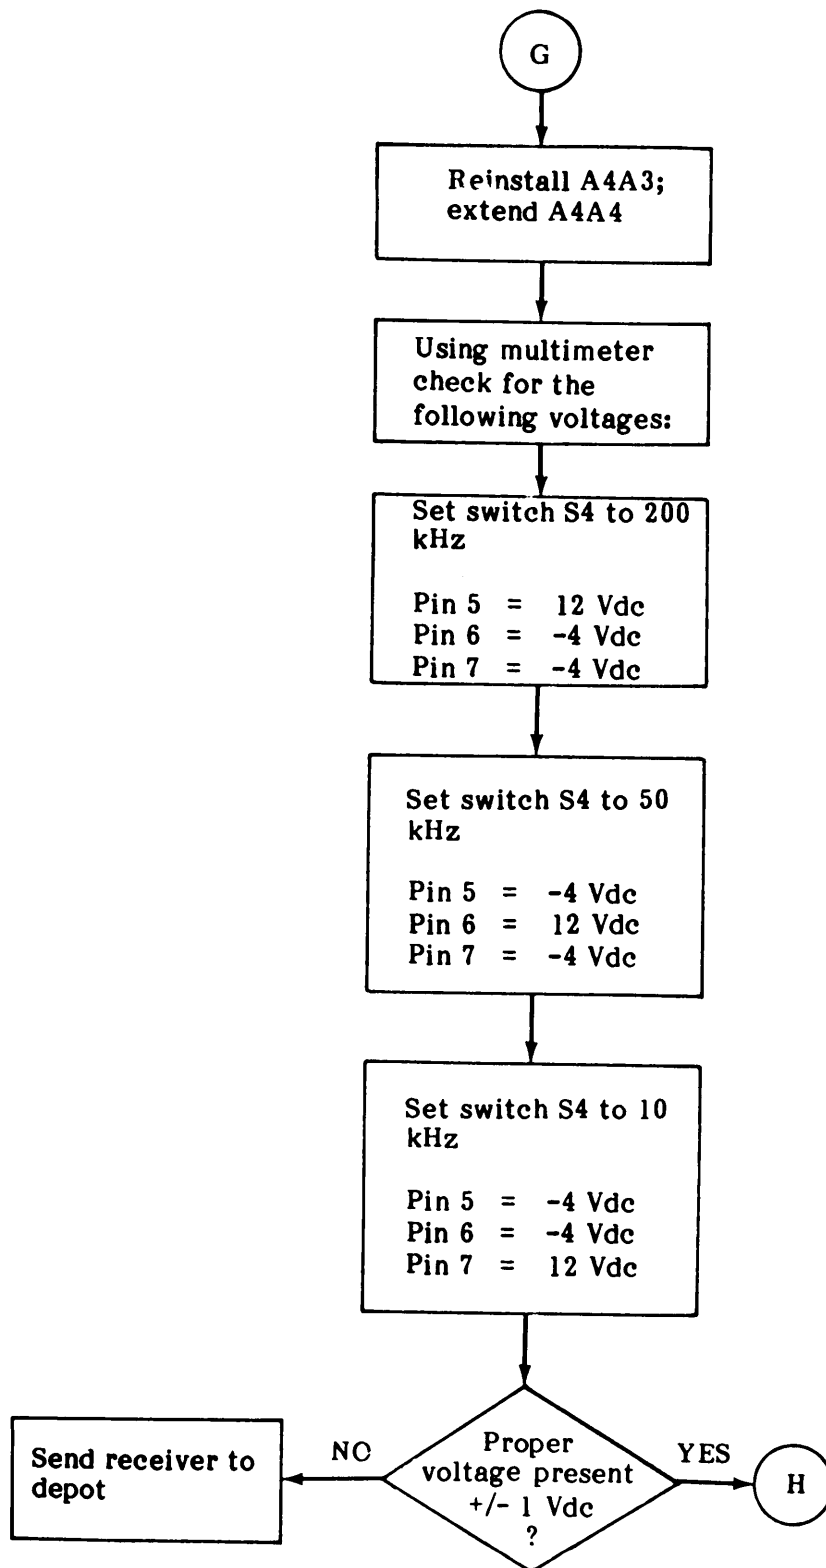 G
Reinstall A4A3;
extend A4A4
Using multimeter
check for the
following voltages:
Set switch S4 to 200
kHz
Pin 5 = 12 Vdc
Pin 6 = -4 Vdc
Pin 7 = -4 Vdc
Set switch S4 to 50
kHz
Pin 5 = -4 Vdc
Pin 6 = 12 Vdc
Pin 7 = -4 Vdc
Set switch S4 to 10
kHz
Pin 5 = -4 Vdc
Pin 6 = -4 Vdc
Pin 7 = 12 Vdc
Proper
voltage present
+/- 1 Vdc
?
NO
Send receiver to
depot
YES
H